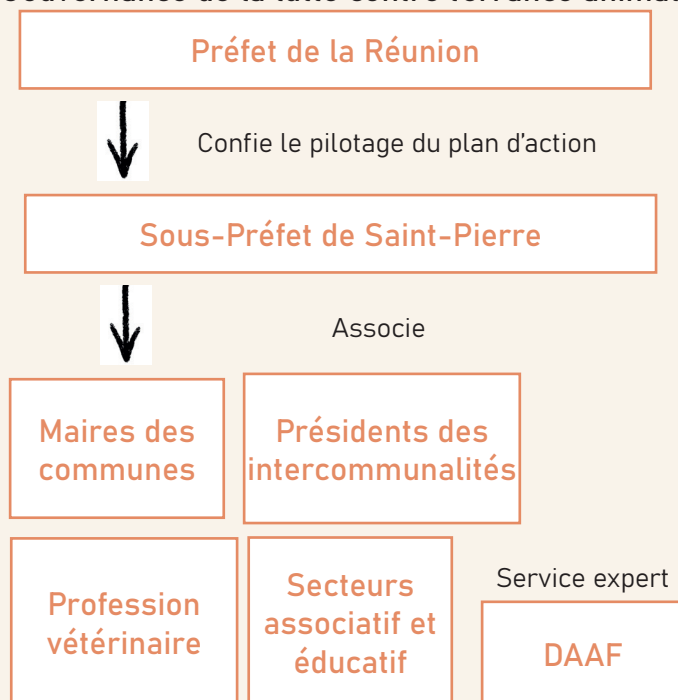 Préfet de la Réunion
Confie le pilotage du plan d'action
Sous-Préfet de Saint-Pierre
Associe
Maires des
communes
Présidents des
intercommunalités
Profession
vétérinaire
Secteurs
associatif et
éducatif
Service expert
DAAF